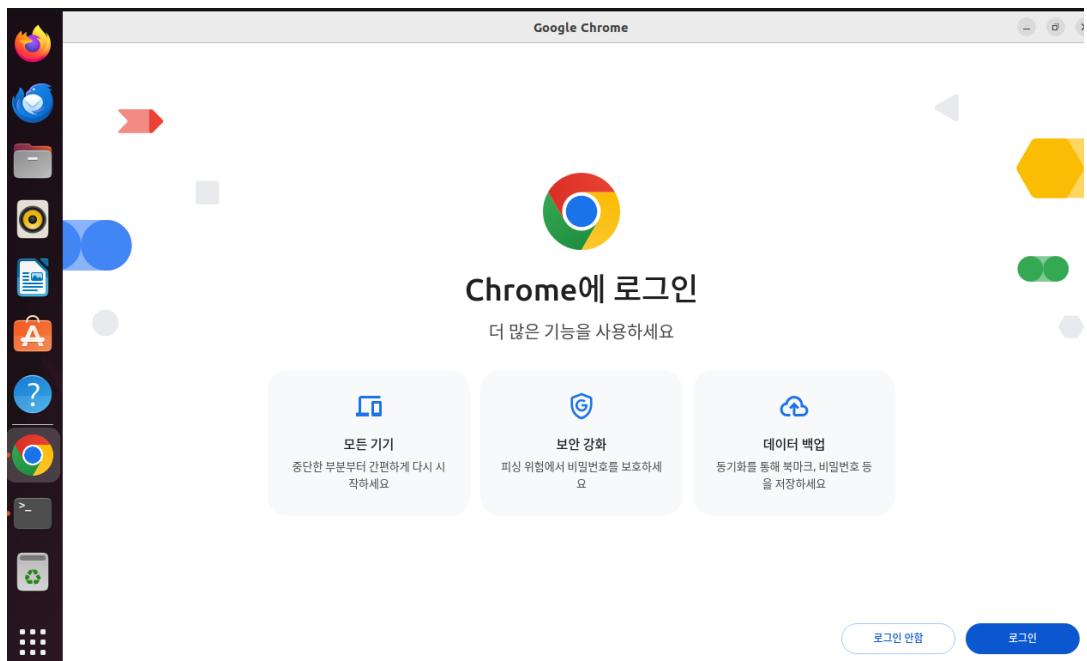 Google Chrome
Chrome에 로그인
더 많은 기능을 사용하세요
모든 기기
중단한 부분부터 간편하게 다시 시
작하세요
보안 강화
피싱 위험에서 비밀번호를 보호하세
요
데이터 백업
동기화를 통해 북마크, 비밀번호 등
을 저장하세요
로그인 안함
로그인